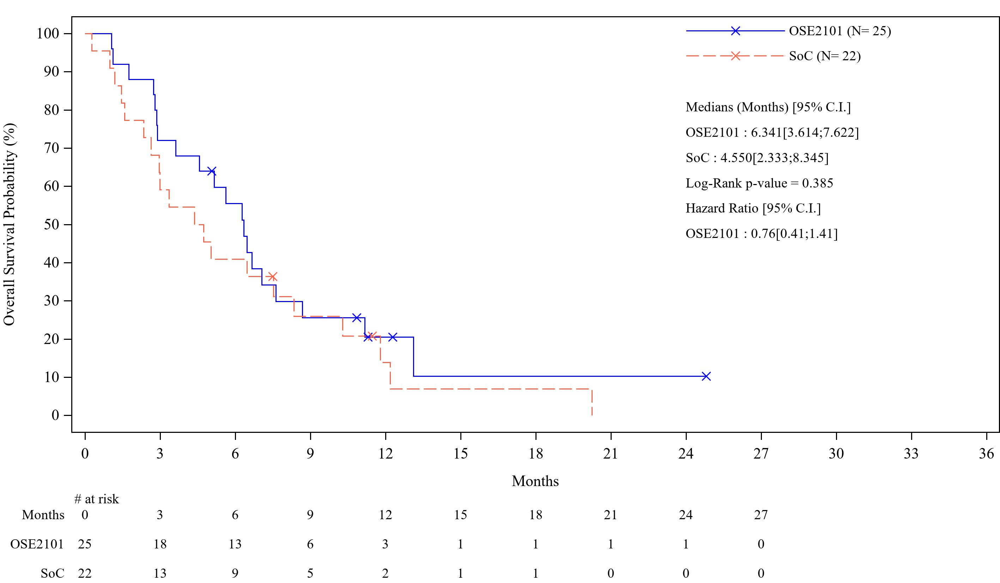 OSE2101 (N= 25)
SoC (N= 22)
Medians (Months) [95% C.I.]
OSE2101 : 6.341[3.614;7.622]
SoC : 4.550[2.333;8.345]
Log-Rank p-value = 0.385
Hazard Ratio [95% C.I.]
OSE2101 : 0.76[0.41;1.41]
Overall Survival Probability (%)
100
90
80
70
60
50
40
30
20
10
0
0 3 6 9 12 15 18 21 24 27 30 33 36
Months
# at risk
Months 0 3 6 9 12 15 18 21 24 27
OSE2101 25 18 13 6 3 1 1 1 1 0
SoC 22 13 9 5 2 1 1 0 0 0